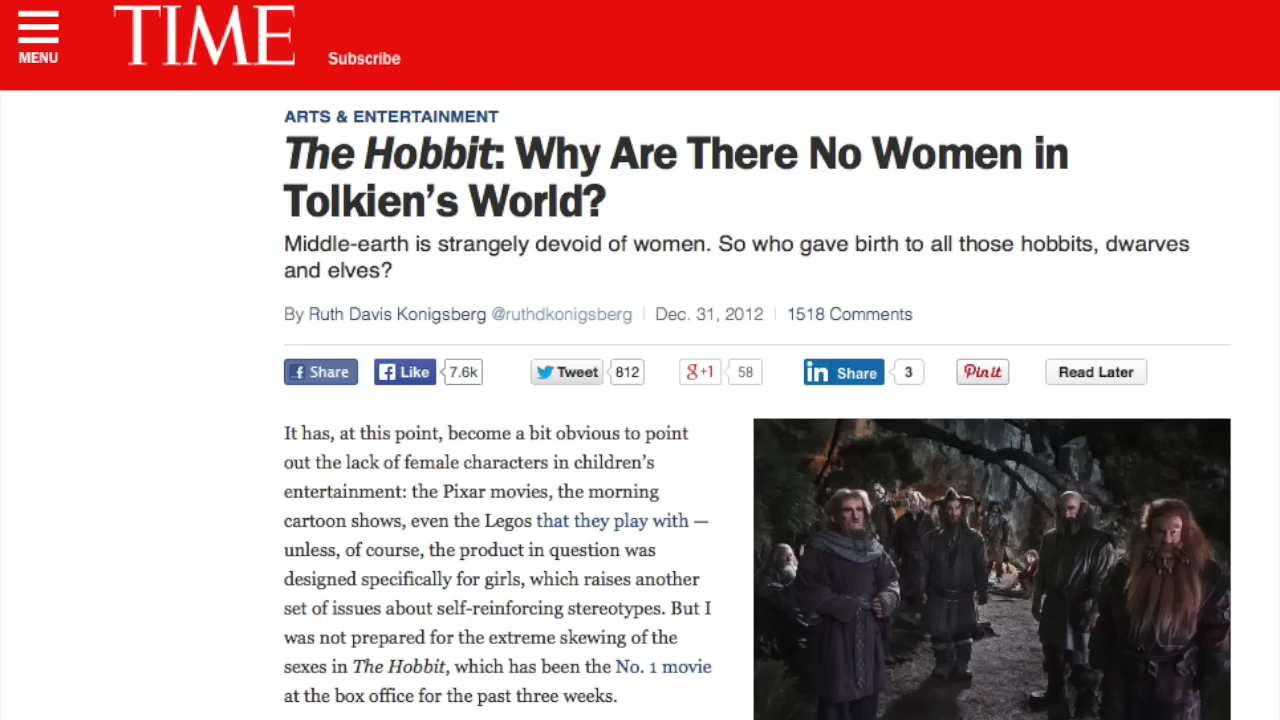 MENU
TIME
Subscribe
ARTS & ENTERTAINMENT
The Hobbit: Why Are There No Women in
Tolkien’s World?
Middle-earth is strangely devoid of women. So who gave birth to all those hobbits, dwarves
and elves?
By Ruth Davis Konigsberg @ruthdkonigsberg | Dec. 31, 2012 | 1518 Comments
Share Like 7.6k Tweet 812 g+1 58 in Share 3 Pin it Read Later
It has, at this point, become a bit obvious to point
out the lack of female characters in children’s
entertainment: the Pixar movies, the morning
cartoon shows, even the Legos that they play with —
unless, of course, the product in question was
designed specifically for girls, which raises another
set of issues about self-reinforcing stereotypes. But I
was not prepared for the extreme skewing of the
sexes in The Hobbit, which has been the No. 1 movie
at the box office for the past three weeks.